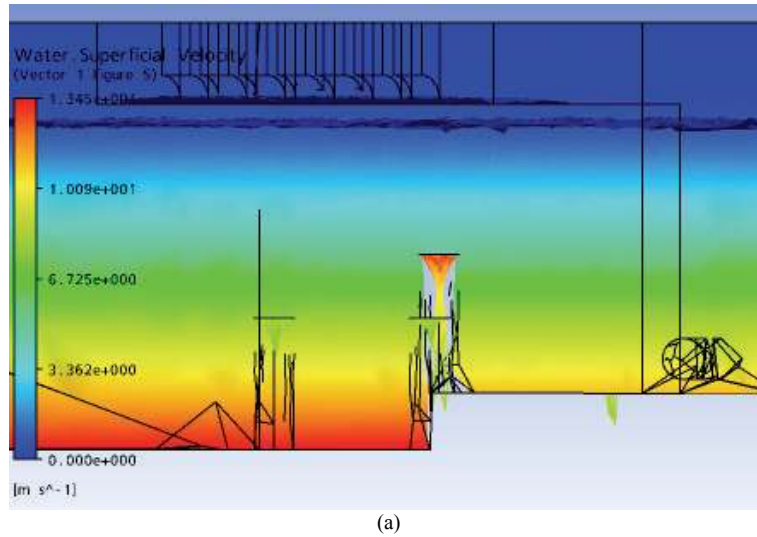 Water Superficial Velocity
(Vector 1 Figure 5)
1.345e+001
1.009e+001
6.725e+000
3.362e+000
0.000e+000
[m s^-1]
(a)